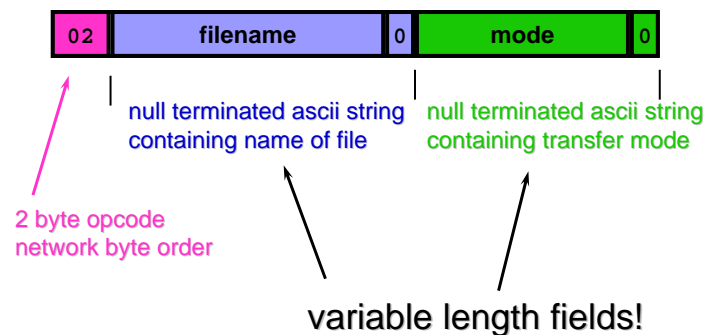 02 filename 0 mode 0
null terminated ascii string
containing name of file
null terminated ascii string
containing transfer mode
2 byte opcode
network byte order
variable length fields!